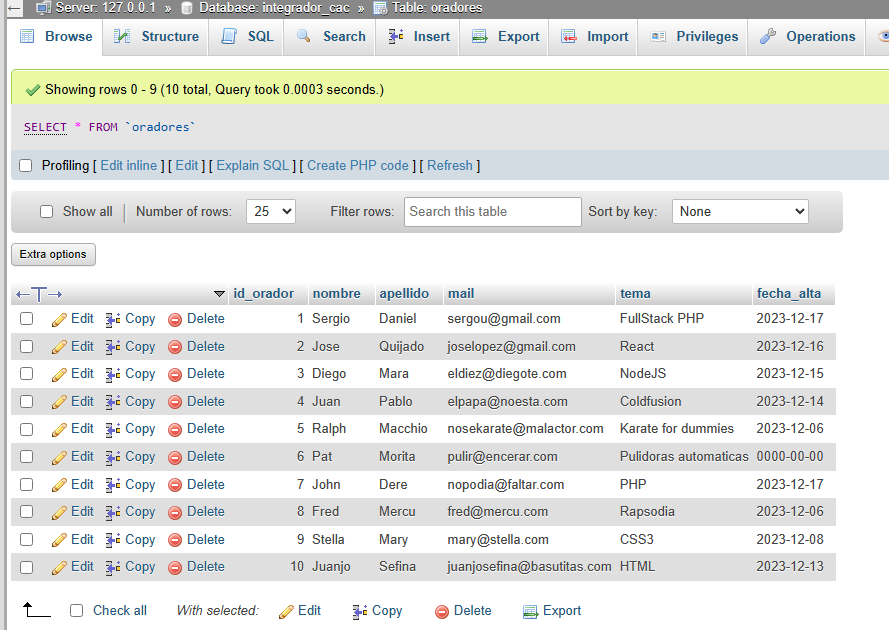 Server: 127.0.0.1 » Database: integrador_cac » Table: oradores
Browse Structure SQL Search Insert Export Import Privileges Operations
Showing rows 0 - 9 (10 total, Query took 0.0003 seconds.)
SELECT * FROM `oradores`
Profiling [ Edit inline ] [ Edit ] [ Explain SQL ] [ Create PHP code ] [ Refresh ]
Show all Number of rows: 25 Filter rows: Search this table Sort by key: None
Extra options
←T→ id_orador nombre apellido mail tema fecha_alta
Edit Copy Delete 1 Sergio Daniel sergou@gmail.com FullStack PHP 2023-12-17
Edit Copy Delete 2 Jose Quijado joselopez@gmail.com React 2023-12-16
Edit Copy Delete 3 Diego Mara eldiez@diegote.com NodeJS 2023-12-15
Edit Copy Delete 4 Juan Pablo elpapa@noesta.com Coldfusion 2023-12-14
Edit Copy Delete 5 Ralph Macchio nosekarate@malactor.com Karate for dummies 2023-12-06
Edit Copy Delete 6 Pat Morita pulir@encerar.com Pulidoras automaticas 0000-00-00
Edit Copy Delete 7 John Dere nopodia@faltar.com PHP 2023-12-17
Edit Copy Delete 8 Fred Mercu fred@mercu.com Rapsodia 2023-12-06
Edit Copy Delete 9 Stella Mary mary@stella.com CSS3 2023-12-08
Edit Copy Delete 10 Juanjo Sefina juanjosefina@basutitas.com HTML 2023-12-13
Check all With selected: Edit Copy Delete Export